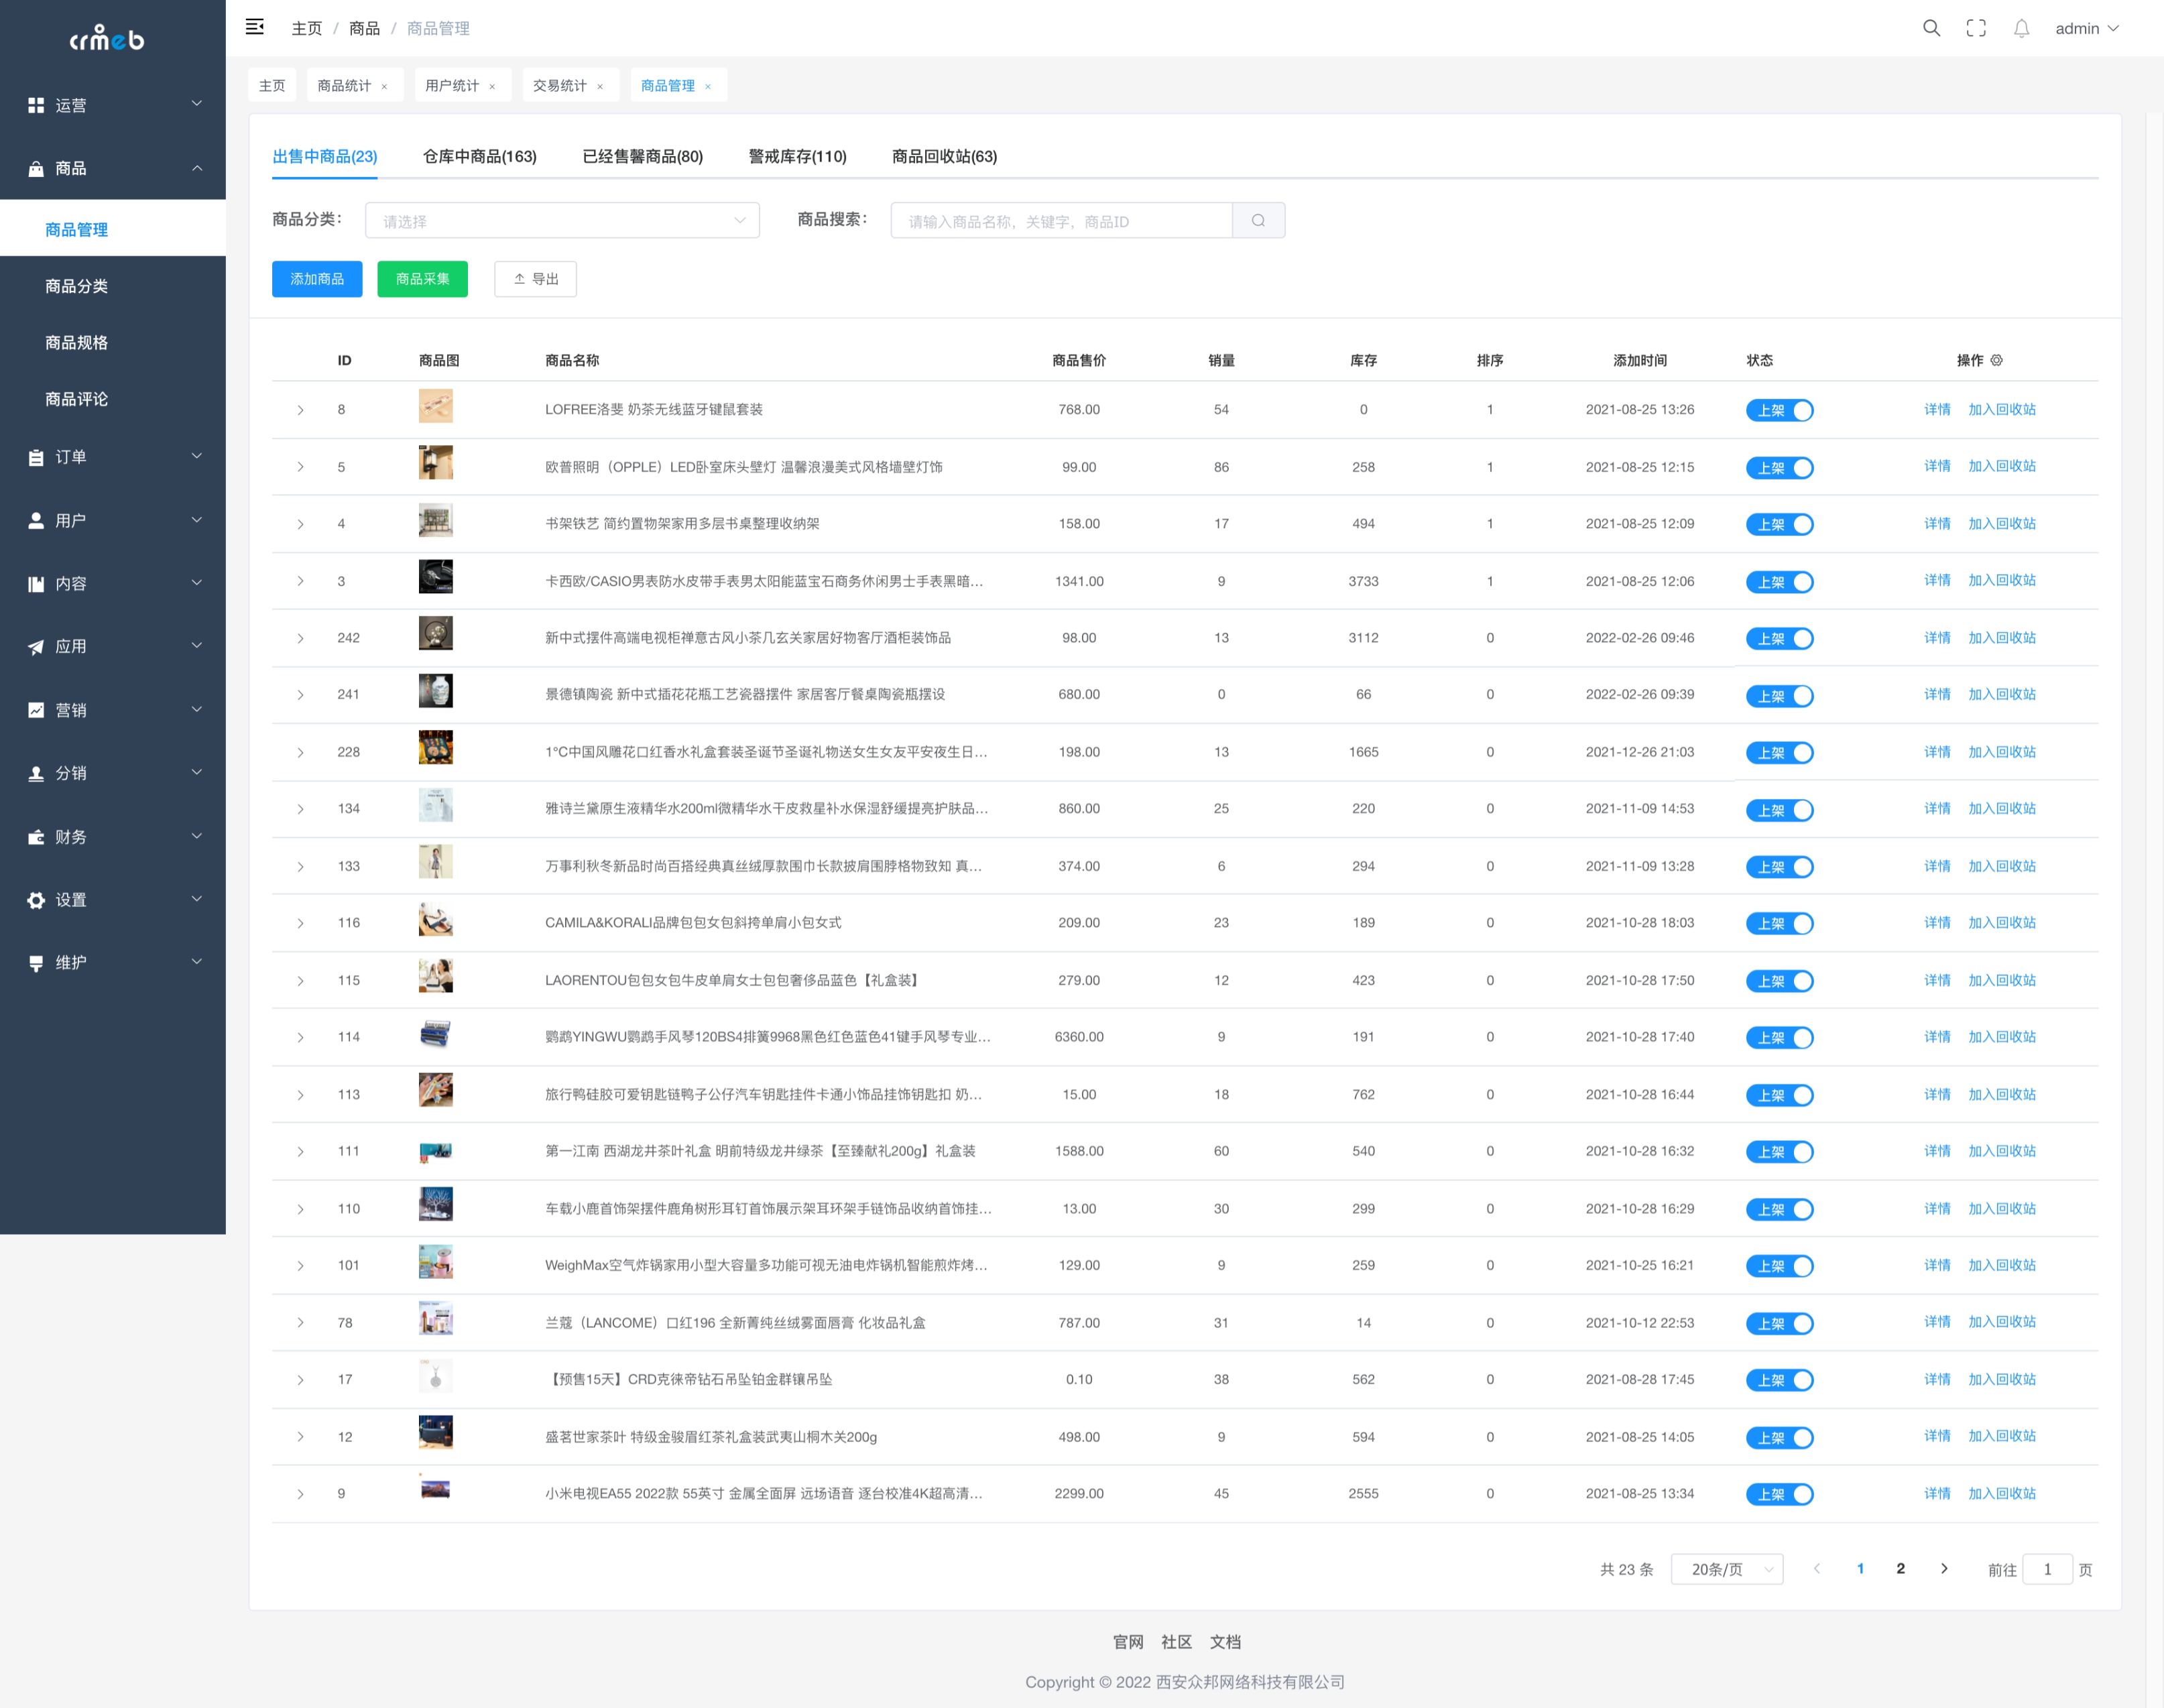 crmeb
主页 / 商品 / 商品管理
admin
运营
商品
商品管理
商品分类
商品规格
商品评论
订单
用户
内容
应用
营销
分销
财务
设置
维护
主页 商品统计 × 用户统计 × 交易统计 × 商品管理 ×
出售中商品(23) 仓库中商品(163) 已经售馨商品(80) 警戒库存(110) 商品回收站(63)
商品分类： 请选择 商品搜索： 请输入商品名称，关键字，商品ID
添加商品 商品采集 导出
ID 商品图 商品名称 商品售价 销量 库存 排序 添加时间 状态 操作
8 LOFREE洛斐 奶茶无线蓝牙键鼠套装 768.00 54 0 1 2021-08-25 13:26 上架 详情 加入回收站
5 欧普照明（OPPLE）LED卧室床头壁灯 温馨浪漫美式风格墙壁灯饰 99.00 86 258 1 2021-08-25 12:15 上架 详情 加入回收站
4 书架铁艺 简约置物架家用多层书桌整理收纳架 158.00 17 494 1 2021-08-25 12:09 上架 详情 加入回收站
3 卡西欧/CASIO男表防水皮带手表男太阳能蓝宝石商务休闲男士手表黑暗... 1341.00 9 3733 1 2021-08-25 12:06 上架 详情 加入回收站
242 新中式摆件高端电视柜禅意古风小茶几玄关家居好物客厅酒柜装饰品 98.00 13 3112 0 2022-02-26 09:46 上架 详情 加入回收站
241 景德镇陶瓷 新中式插花花瓶工艺瓷器摆件 家居客厅餐桌陶瓷瓶摆设 680.00 0 66 0 2022-02-26 09:39 上架 详情 加入回收站
228 1°C中国风雕花口红香水礼盒套装圣诞节圣诞礼物送女生女友平安夜生日... 198.00 13 1665 0 2021-12-26 21:03 上架 详情 加入回收站
134 雅诗兰黛原生液精华水200ml微精华水干皮救星补水保湿舒缓提亮护肤品... 860.00 25 220 0 2021-11-09 14:53 上架 详情 加入回收站
133 万事利秋冬新品时尚百搭经典真丝绒厚款围巾长款披肩围脖格物致知 真... 374.00 6 294 0 2021-11-09 13:28 上架 详情 加入回收站
116 CAMILA&KORALI品牌包包女包斜挎单肩小包女式 209.00 23 189 0 2021-10-28 18:03 上架 详情 加入回收站
115 LAORENTOU包包女包牛皮单肩女士包包奢侈品蓝色【礼盒装】 279.00 12 423 0 2021-10-28 17:50 上架 详情 加入回收站
114 鹦鹉YINGWU鹦鹉手风琴120BS4排簧9968黑色红色蓝色41键手风琴专业... 6360.00 9 191 0 2021-10-28 17:40 上架 详情 加入回收站
113 旅行鸭硅胶可爱钥匙链鸭子公仔汽车钥匙挂件卡通小饰品挂饰钥匙扣 奶... 15.00 18 762 0 2021-10-28 16:44 上架 详情 加入回收站
111 第一江南 西湖龙井茶叶礼盒 明前特级龙井绿茶【至臻献礼200g】礼盒装 1588.00 60 540 0 2021-10-28 16:32 上架 详情 加入回收站
110 车载小鹿首饰架摆件鹿角树形耳钉首饰展示架耳环架手链饰品收纳首饰挂... 13.00 30 299 0 2021-10-28 16:29 上架 详情 加入回收站
101 WeighMax空气炸锅家用小型大容量多功能可视无油电炸锅机智能煎炸烤... 129.00 9 259 0 2021-10-25 16:21 上架 详情 加入回收站
78 兰蔻（LANCOME）口红196 全新菁纯丝绒雾面唇膏 化妆品礼盒 787.00 31 14 0 2021-10-12 22:53 上架 详情 加入回收站
17 【预售15天】CRD克徕帝钻石吊坠铂金群镶吊坠 0.10 38 562 0 2021-08-28 17:45 上架 详情 加入回收站
12 盛茗世家茶叶 特级金骏眉红茶礼盒装武夷山桐木关200g 498.00 9 594 0 2021-08-25 14:05 上架 详情 加入回收站
9 小米电视EA55 2022款 55英寸 金属全面屏 远场语音 逐台校准4K超高清... 2299.00 45 2555 0 2021-08-25 13:34 上架 详情 加入回收站
共 23 条 20条/页 1 2 前往 1 页
官网 社区 文档
Copyright © 2022 西安众邦网络科技有限公司